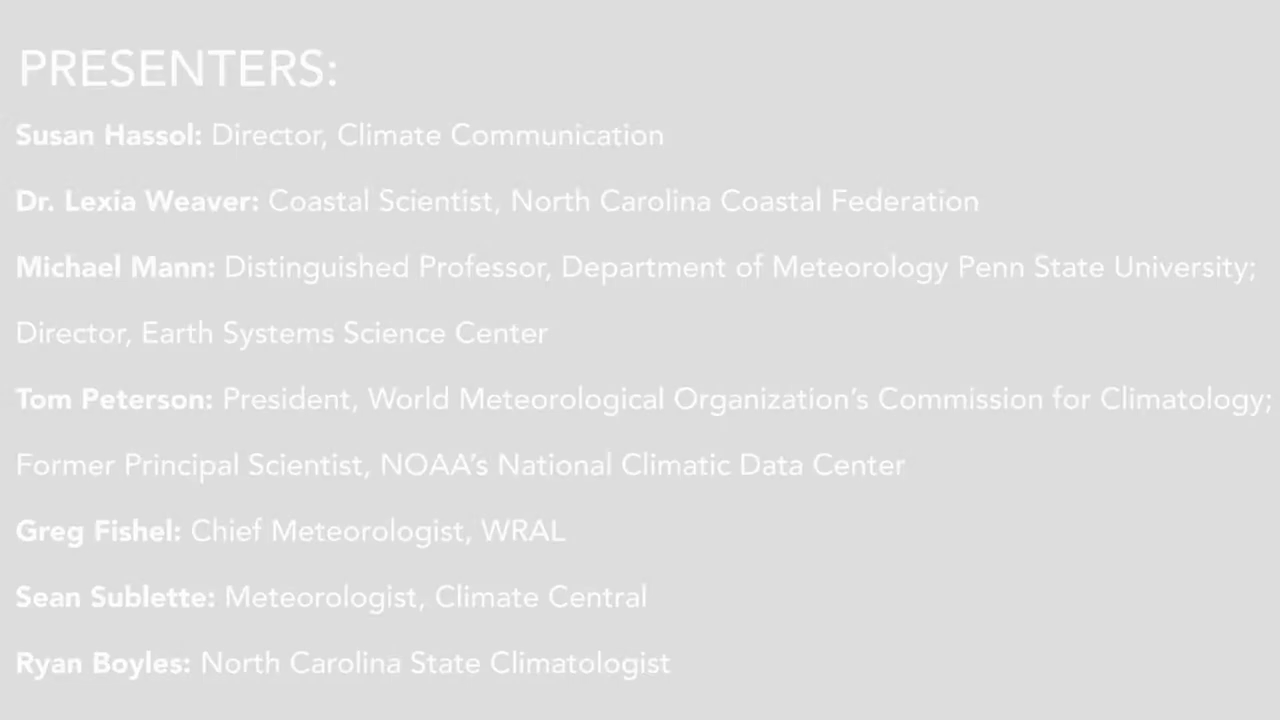 PRESENTERS:
Susan Hassol: Director, Climate Communication
Dr. Lexia Weaver: Coastal Scientist, North Carolina Coastal Federation
Michael Mann: Distinguished Professor, Department of Meteorology Penn State University;
Director, Earth Systems Science Center
Tom Peterson: President, World Meteorological Organization’s Commission for Climatology;
Former Principal Scientist, NOAA’s National Climatic Data Center
Greg Fishel: Chief Meteorologist, WRAL
Sean Sublette: Meteorologist, Climate Central
Ryan Boyles: North Carolina State Climatologist